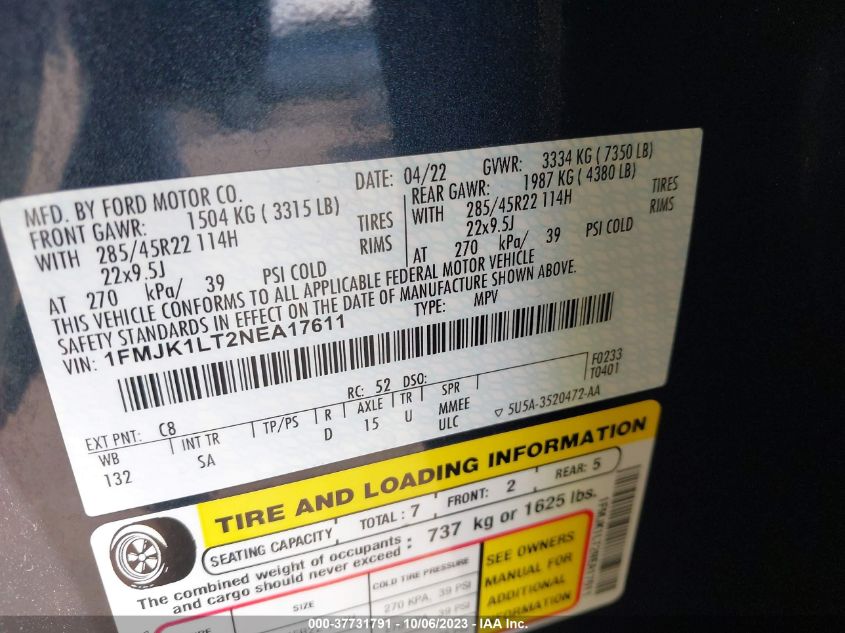 MFD. BY FORD MOTOR CO.
DATE: 04/22 GVWR: 3334 KG ( 7350 LB)
FRONT GAWR: 1504 KG ( 3315 LB)
WITH 285/45R22 114H TIRES
22x9.5J RIMS
AT 270 kPa/ 39 PSI COLD
REAR GAWR: 1987 KG ( 4380 LB)
WITH 285/45R22 114H TIRES
22x9.5J RIMS
AT 270 kPa/ 39 PSI COLD
THIS VEHICLE CONFORMS TO ALL APPLICABLE FEDERAL MOTOR VEHICLE
SAFETY STANDARDS IN EFFECT ON THE DATE OF MANUFACTURE SHOWN ABOVE.
VIN: 1FMJK1LT2NEA17611 TYPE: MPV
F0233
T0401
EXT PNT: C8 RC: 52 DSO:
WB INT TR TP/PS R AXLE TR SPR
132 SA D 15 U MMEE
ULC
▽ 5U5A-3520472-AA
TIRE AND LOADING INFORMATION
SEATING CAPACITY TOTAL : 7 FRONT: 2 REAR: 5
The combined weight of occupants
and cargo should never exceed : 737 kg or 1625 lbs.
SIZE COLD TIRE PRESSURE
270 KPA, 39 PSI
39 PSI
SEE OWNERS
MANUAL FOR
ADDITIONAL
INFORMATION
000-37731791 - 10/06/2023 - IAA Inc.